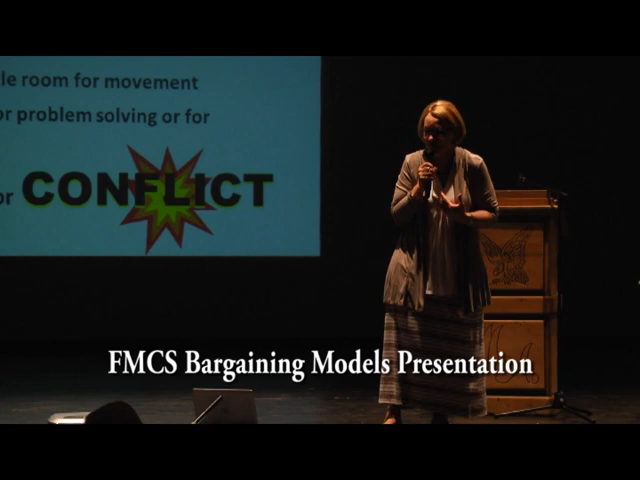 le room for movement
or problem solving or for
or CONFLICT
FMCS Bargaining Models Presentation